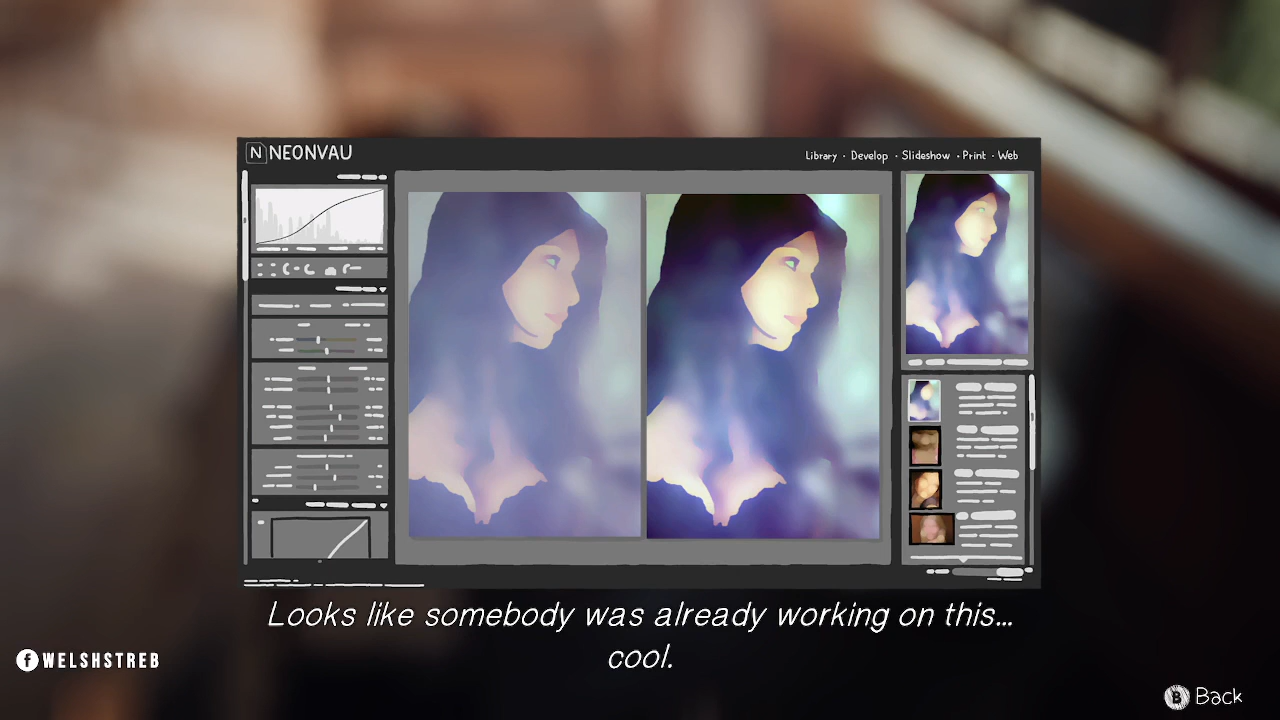 N NEONVAU
Library · Develop · Slideshow · Print · Web
Looks like somebody was already working on this...
cool.
f WELSHSTREB
B Back